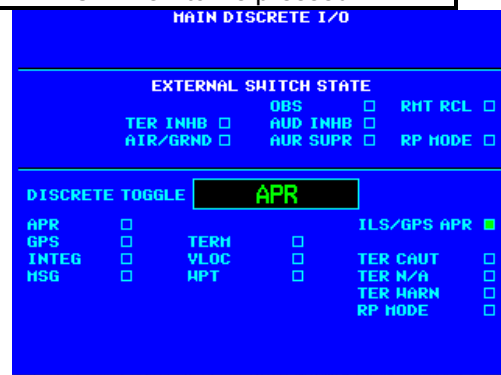 MAIN DISCRETE I/O
EXTERNAL SWITCH STATE
OBS RMT RCL
TER INHB AUD INHB
AIR/GRND AUR SUPR RP MODE
DISCRETE TOGGLE APR
APR ILS/GPS APR
GPS TERM
INTEG VLOC TER CAUT
MSG WPT TER N/A
TER WARN
RP MODE